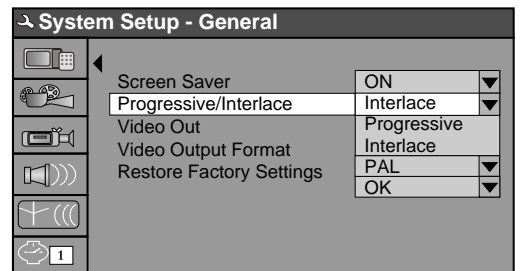 System Setup - General
Screen Saver ON
Progressive/Interlace Interlace
Video Out Progressive
Video Output Format Interlace
Restore Factory Settings PAL
OK
1